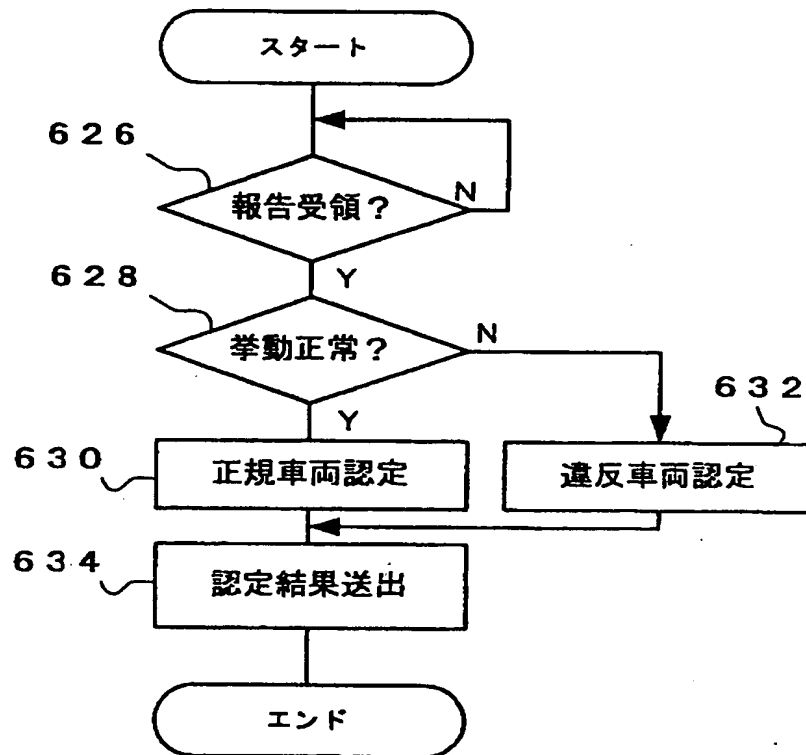 スタート
626
報告受領?
N
Y
628
挙動正常?
N
Y
632
630
正規車両認定
違反車両認定
634
認定結果送出
エンド